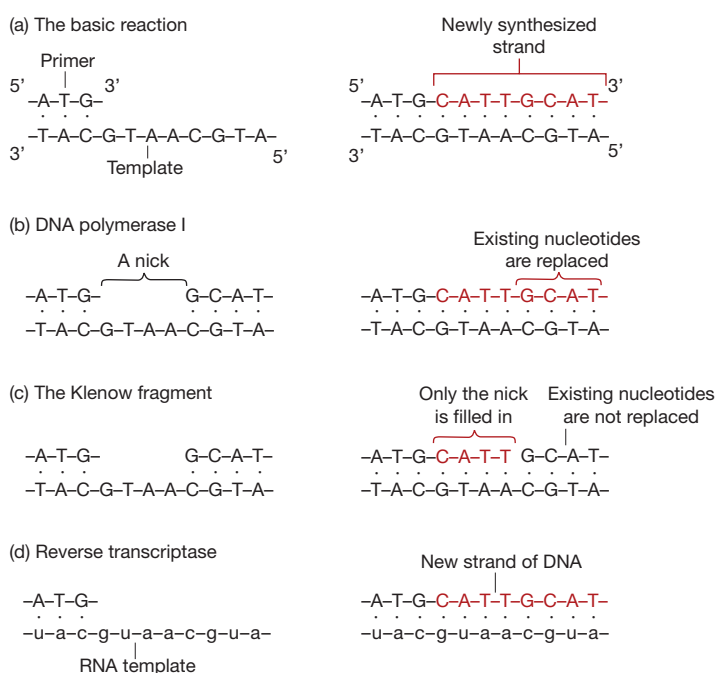 (a) The basic reaction
Primer
5’ 3’
–A–T–G–
–T–A–C–G–T–A–A–C–G–T–A–
3’ 5’
Template
Newly synthesized
strand
5’ 3’
–A–T–G–C–A–T–T–G–C–A–T–
–T–A–C–G–T–A–A–C–G–T–A–
3’ 5’
(b) DNA polymerase I
A nick
–A–T–G– G–C–A–T–
–T–A–C–G–T–A–A–C–G–T–A–
Existing nucleotides
are replaced
–A–T–G–C–A–T–T–G–C–A–T–
–T–A–C–G–T–A–A–C–G–T–A–
(c) The Klenow fragment
–A–T–G– G–C–A–T–
–T–A–C–G–T–A–A–C–G–T–A–
Only the nick
is filled in
Existing nucleotides
are not replaced
–A–T–G–C–A–T–T G–C–A–T–
–T–A–C–G–T–A–A–C–G–T–A–
(d) Reverse transcriptase
–A–T–G–
–u–a–c–g–u–a–a–c–g–u–a–
RNA template
New strand of DNA
–A–T–G–C–A–T–T–G–C–A–T–
–u–a–c–g–u–a–a–c–g–u–a–